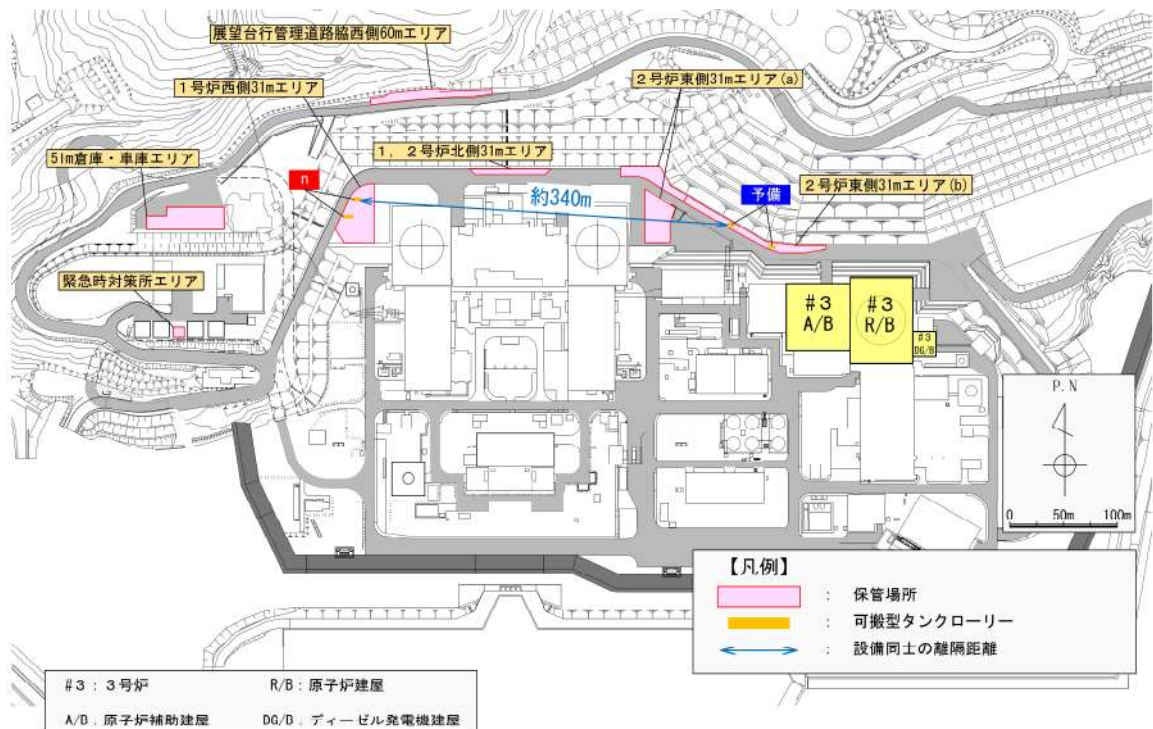 展望台行管理道路脇西側60mエリア
1号炉西側31mエリア
2号炉東側31mエリア(a)
51m倉庫・車庫エリア
1，2号炉北側31mエリア
n
予備
2号炉東側31mエリア(b)
約340m
緊急時対策所エリア
#3
A/B
#3
R/B
#3
DG/B
P.N
0 50m 100m
【凡例】
： 保管場所
： 可搬型タンクローリー
： 設備同士の離隔距離
#3：3号炉 R/B：原子炉建屋
A/B．原子炉補助建屋 DG/B．ディーゼル発電機建屋